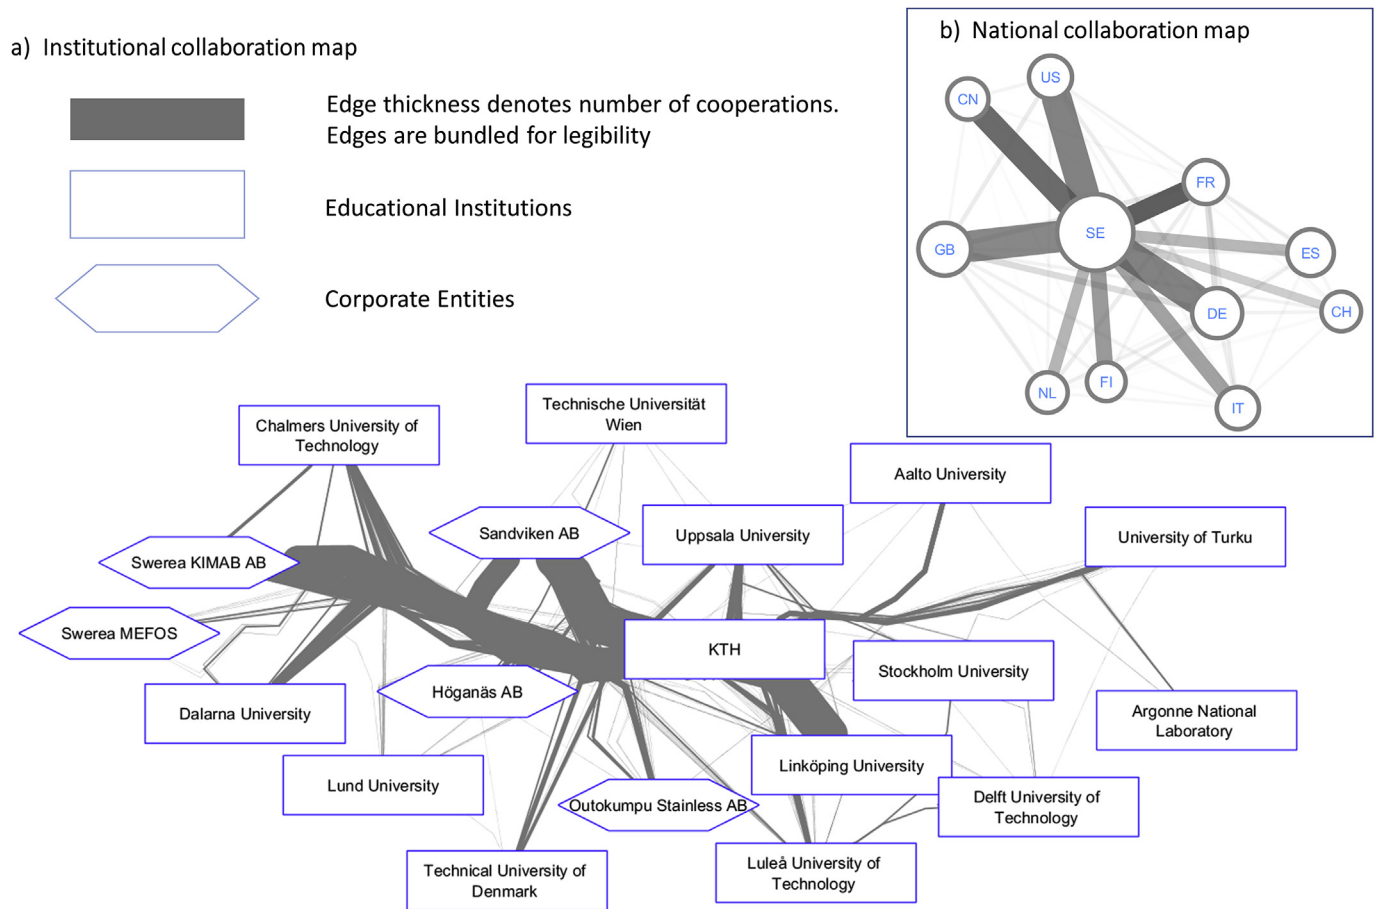 a) Institutional collaboration map
Edge thickness denotes number of cooperations.
Edges are bundled for legibility
Educational Institutions
Corporate Entities
b) National collaboration map
US
CN
FR
SE
GB
ES
DE
CH
NL
FI
IT
Chalmers University of
Technology
Technische Universität
Wien
Aalto University
Sandviken AB
Uppsala University
University of Turku
Swerea KIMAB AB
Swerea MEFOS
KTH
Stockholm University
Höganäs AB
Dalarna University
Argonne National
Laboratory
Linköping University
Lund University
Outokumpu Stainless AB
Delft University of
Technology
Technical University of
Denmark
Luleå University of
Technology